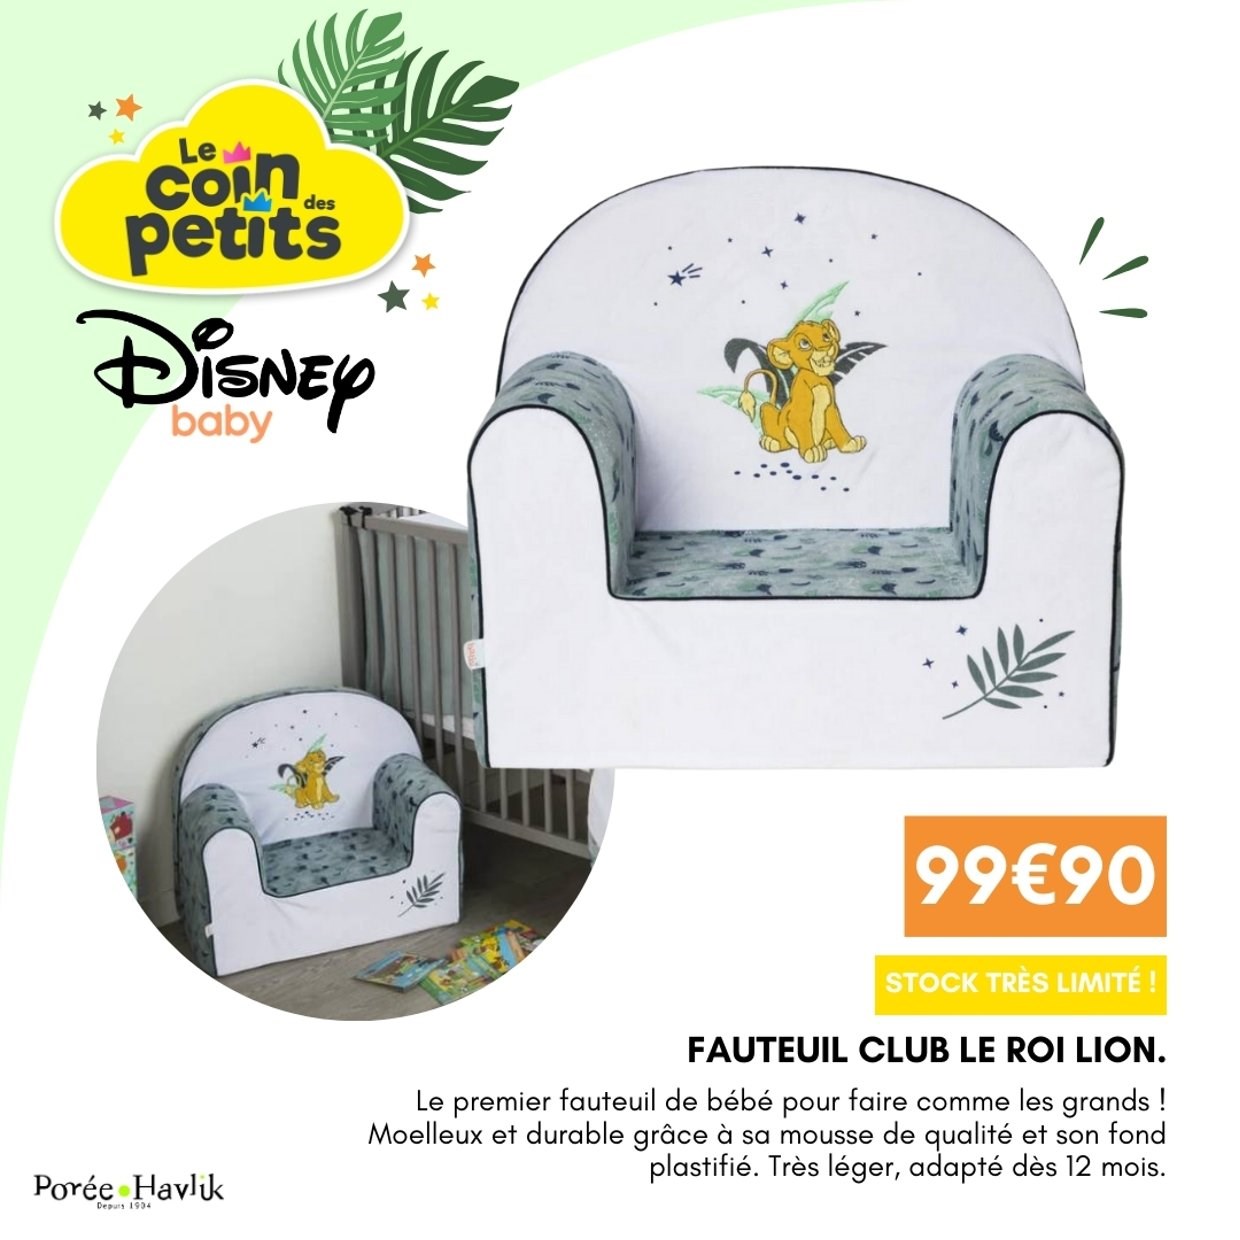 Le
coin
des
petits
Disney
baby
99€90
STOCK TRÈS LIMITÉ !
FAUTEUIL CLUB LE ROI LION.
Le premier fauteuil de bébé pour faire comme les grands !
Moelleux et durable grâce à sa mousse de qualité et son fond
plastifié. Très léger, adapté dès 12 mois.
Porée Havlik
Depuis 1994